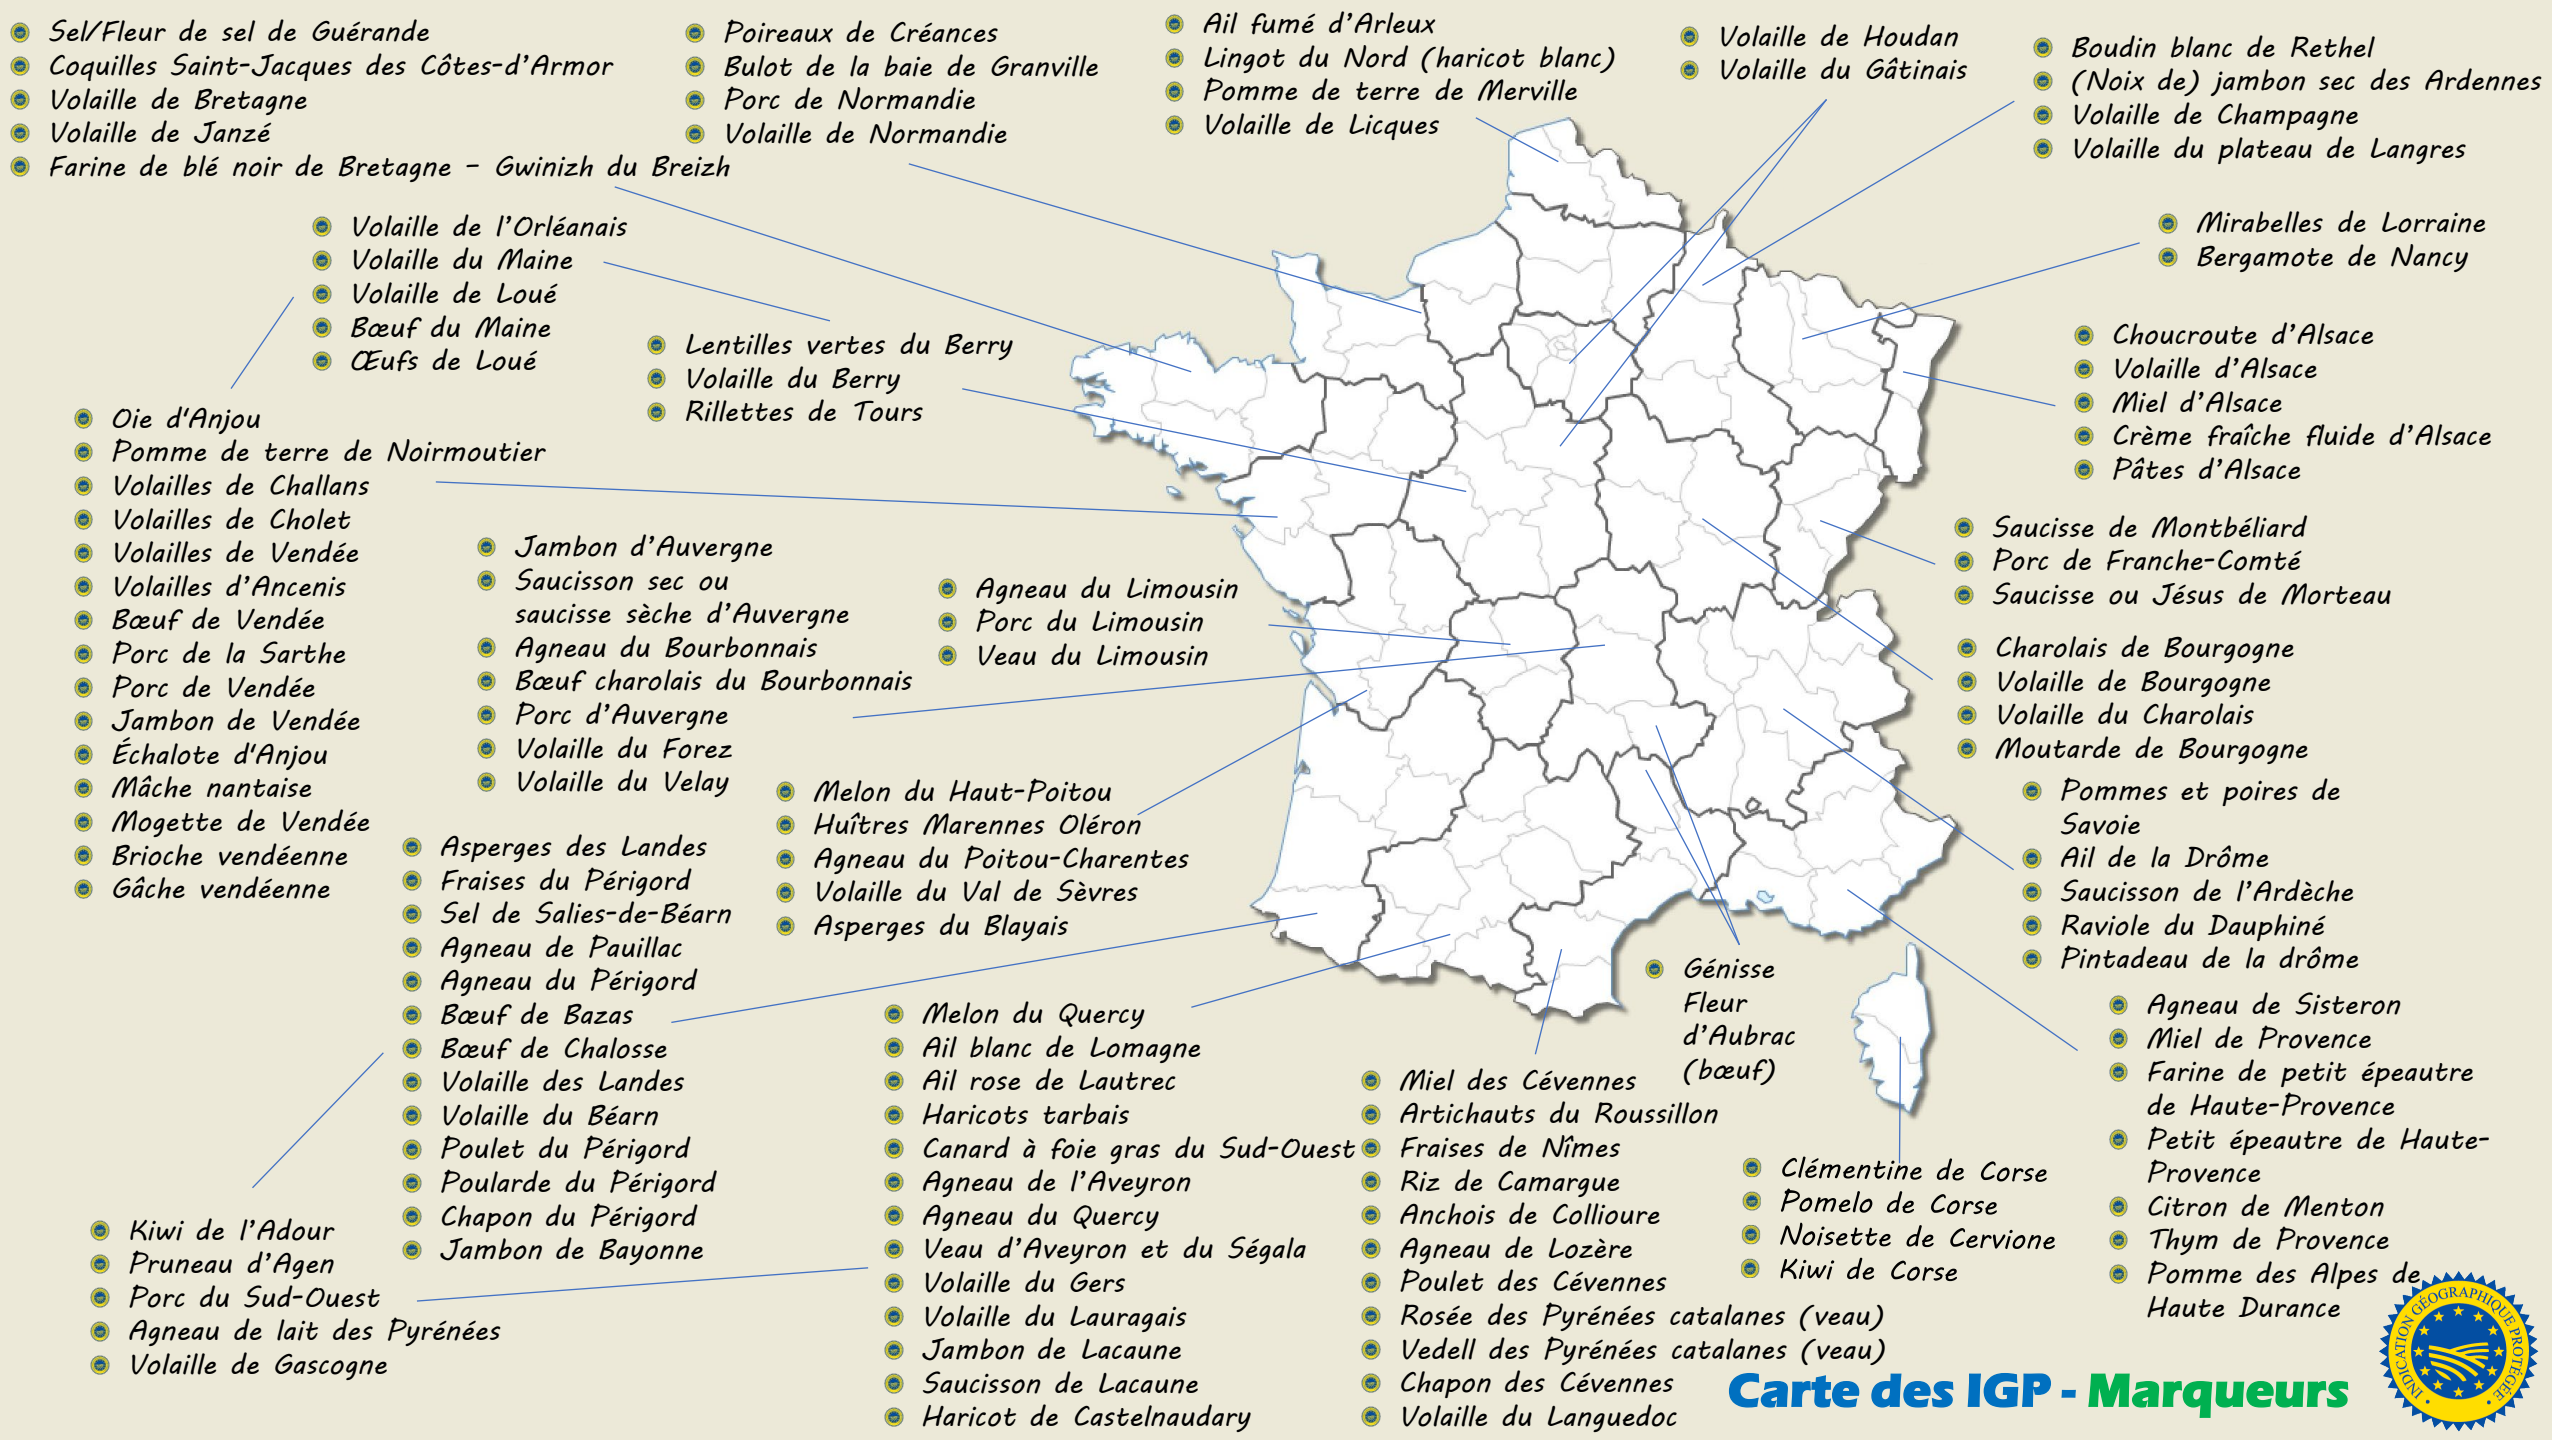 Sel/Fleur de sel de Guérande
Coquilles Saint-Jacques des Côtes-d’Armor
Volaille de Bretagne
Volaille de Janzé
Farine de blé noir de Bretagne – Gwinizh du Breizh
Poireaux de Créances
Bulot de la baie de Granville
Porc de Normandie
Volaille de Normandie
Ail fumé d’Arleux
Lingot du Nord (haricot blanc)
Pomme de terre de Merville
Volaille de Licques
Volaille de Houdan
Volaille du Gâtinais
Boudin blanc de Rethel
(Noix de) jambon sec des Ardennes
Volaille de Champagne
Volaille du plateau de Langres
Mirabelles de Lorraine
Bergamote de Nancy
Volaille de l’Orléanais
Volaille du Maine
Volaille de Loué
Bœuf du Maine
Œufs de Loué
Lentilles vertes du Berry
Volaille du Berry
Rillettes de Tours
Choucroute d’Alsace
Volaille d’Alsace
Miel d’Alsace
Crème fraîche fluide d’Alsace
Pâtes d’Alsace
Oie d'Anjou
Pomme de terre de Noirmoutier
Volailles de Challans
Volailles de Cholet
Volailles de Vendée
Volailles d’Ancenis
Bœuf de Vendée
Porc de la Sarthe
Porc de Vendée
Jambon de Vendée
Échalote d'Anjou
Mâche nantaise
Mogette de Vendée
Brioche vendéenne
Gâche vendéenne
Jambon d’Auvergne
Saucisson sec ou
saucisse sèche d’Auvergne
Agneau du Bourbonnais
Bœuf charolais du Bourbonnais
Porc d’Auvergne
Volaille du Forez
Volaille du Velay
Agneau du Limousin
Porc du Limousin
Veau du Limousin
Saucisse de Montbéliard
Porc de Franche-Comté
Saucisse ou Jésus de Morteau
Charolais de Bourgogne
Volaille de Bourgogne
Volaille du Charolais
Moutarde de Bourgogne
Melon du Haut-Poitou
Huîtres Marennes Oléron
Agneau du Poitou-Charentes
Volaille du Val de Sèvres
Asperges du Blayais
Pommes et poires de
Savoie
Ail de la Drôme
Saucisson de l’Ardèche
Raviole du Dauphiné
Pintadeau de la drôme
Asperges des Landes
Fraises du Périgord
Sel de Salies-de-Béarn
Agneau de Pauillac
Agneau du Périgord
Bœuf de Bazas
Bœuf de Chalosse
Volaille des Landes
Volaille du Béarn
Poulet du Périgord
Poularde du Périgord
Chapon du Périgord
Jambon de Bayonne
Génisse
Fleur
d’Aubrac
(bœuf)
Agneau de Sisteron
Miel de Provence
Farine de petit épeautre
de Haute-Provence
Petit épeautre de Haute-
Provence
Citron de Menton
Thym de Provence
Pomme des Alpes de
Haute Durance
Melon du Quercy
Ail blanc de Lomagne
Ail rose de Lautrec
Haricots tarbais
Canard à foie gras du Sud-Ouest
Agneau de l’Aveyron
Agneau du Quercy
Veau d’Aveyron et du Ségala
Volaille du Gers
Volaille du Lauragais
Jambon de Lacaune
Saucisson de Lacaune
Haricot de Castelnaudary
Miel des Cévennes
Artichauts du Roussillon
Fraises de Nîmes
Riz de Camargue
Anchois de Collioure
Agneau de Lozère
Poulet des Cévennes
Rosée des Pyrénées catalanes (veau)
Vedell des Pyrénées catalanes (veau)
Chapon des Cévennes
Volaille du Languedoc
Clémentine de Corse
Pomelo de Corse
Noisette de Cervione
Kiwi de Corse
Kiwi de l’Adour
Pruneau d’Agen
Porc du Sud-Ouest
Agneau de lait des Pyrénées
Volaille de Gascogne
Carte des IGP - Marqueurs
INDICATION GÉOGRAPHIQUE PROTÉGÉE